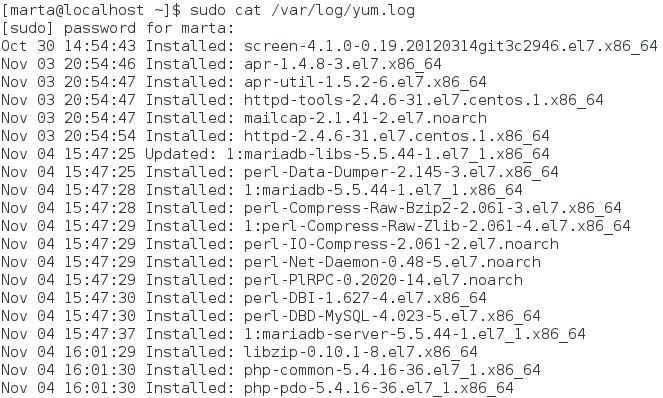 [marta@localhost ~]$ sudo cat /var/log/yum.log
[sudo] password for marta:
Oct 30 14:54:43 Installed: screen-4.1.0-0.19.20120314git3c2946.el7.x86_64
Nov 03 20:54:46 Installed: apr-1.4.8-3.el7.x86_64
Nov 03 20:54:47 Installed: apr-util-1.5.2-6.el7.x86_64
Nov 03 20:54:47 Installed: httpd-tools-2.4.6-31.el7.centos.1.x86_64
Nov 03 20:54:47 Installed: mailcap-2.1.41-2.el7.noarch
Nov 03 20:54:54 Installed: httpd-2.4.6-31.el7.centos.1.x86_64
Nov 04 15:47:25 Updated: 1:mariadb-libs-5.5.44-1.el7_1.x86_64
Nov 04 15:47:25 Installed: perl-Data-Dumper-2.145-3.el7.x86_64
Nov 04 15:47:28 Installed: 1:mariadb-5.5.44-1.el7_1.x86_64
Nov 04 15:47:28 Installed: perl-Compress-Raw-Bzip2-2.061-3.el7.x86_64
Nov 04 15:47:29 Installed: 1:perl-Compress-Raw-Zlib-2.061-4.el7.x86_64
Nov 04 15:47:29 Installed: perl-IO-Compress-2.061-2.el7.noarch
Nov 04 15:47:29 Installed: perl-Net-Daemon-0.48-5.el7.noarch
Nov 04 15:47:29 Installed: perl-PlRPC-0.2020-14.el7.noarch
Nov 04 15:47:30 Installed: perl-DBI-1.627-4.el7.x86_64
Nov 04 15:47:30 Installed: perl-DBD-MySQL-4.023-5.el7.x86_64
Nov 04 15:47:37 Installed: 1:mariadb-server-5.5.44-1.el7_1.x86_64
Nov 04 16:01:29 Installed: libzip-0.10.1-8.el7.x86_64
Nov 04 16:01:30 Installed: php-common-5.4.16-36.el7_1.x86_64
Nov 04 16:01:30 Installed: php-pdo-5.4.16-36.el7_1.x86_64